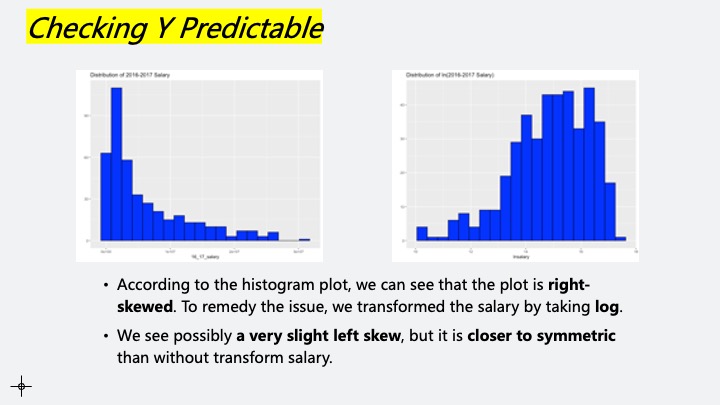 Checking Y Predictable
Distribution of 2016-2017 Salary
Distribution of ln(2016-2017 Salary)
16_17_salary
lnsalary
• According to the histogram plot, we can see that the plot is right-
skewed. To remedy the issue, we transformed the salary by taking log.
• We see possibly a very slight left skew, but it is closer to symmetric
than without transform salary.